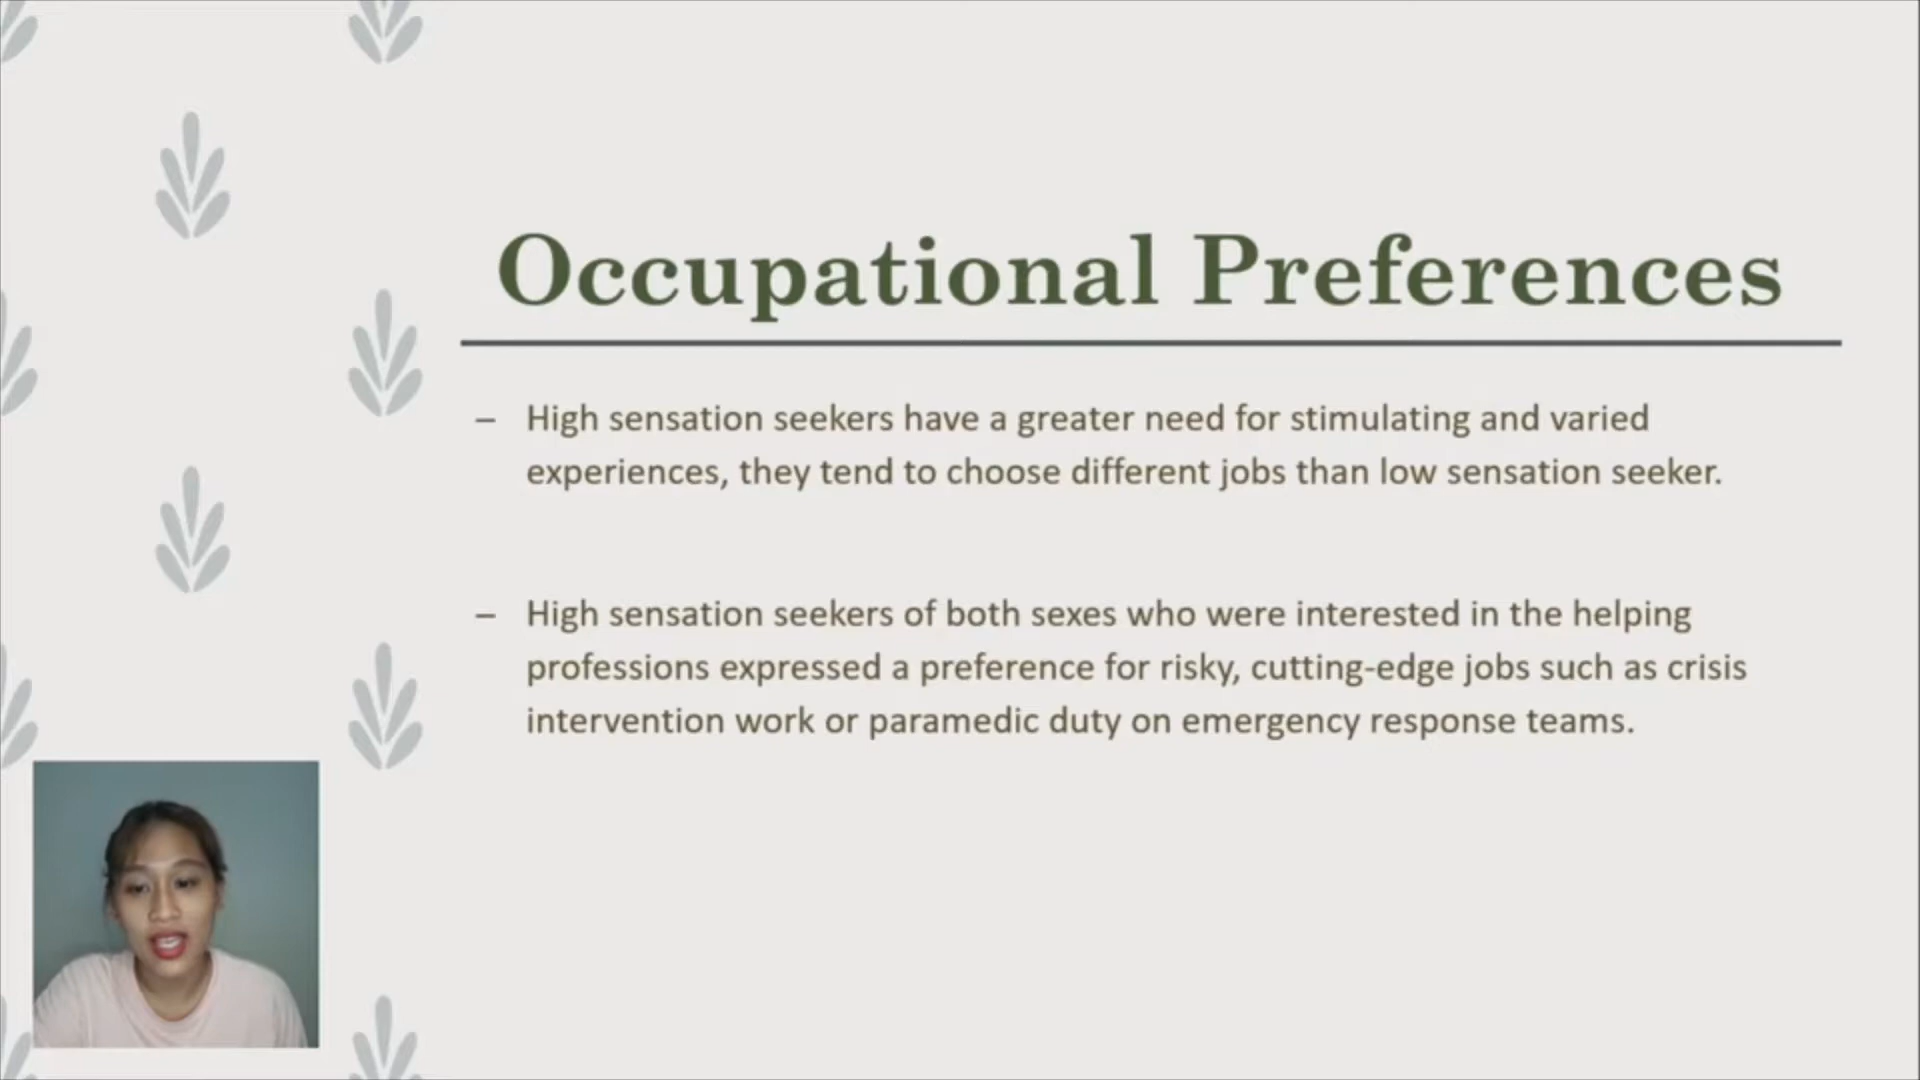 Occupational Preferences
– High sensation seekers have a greater need for stimulating and varied
experiences, they tend to choose different jobs than low sensation seeker.
– High sensation seekers of both sexes who were interested in the helping
professions expressed a preference for risky, cutting-edge jobs such as crisis
intervention work or paramedic duty on emergency response teams.